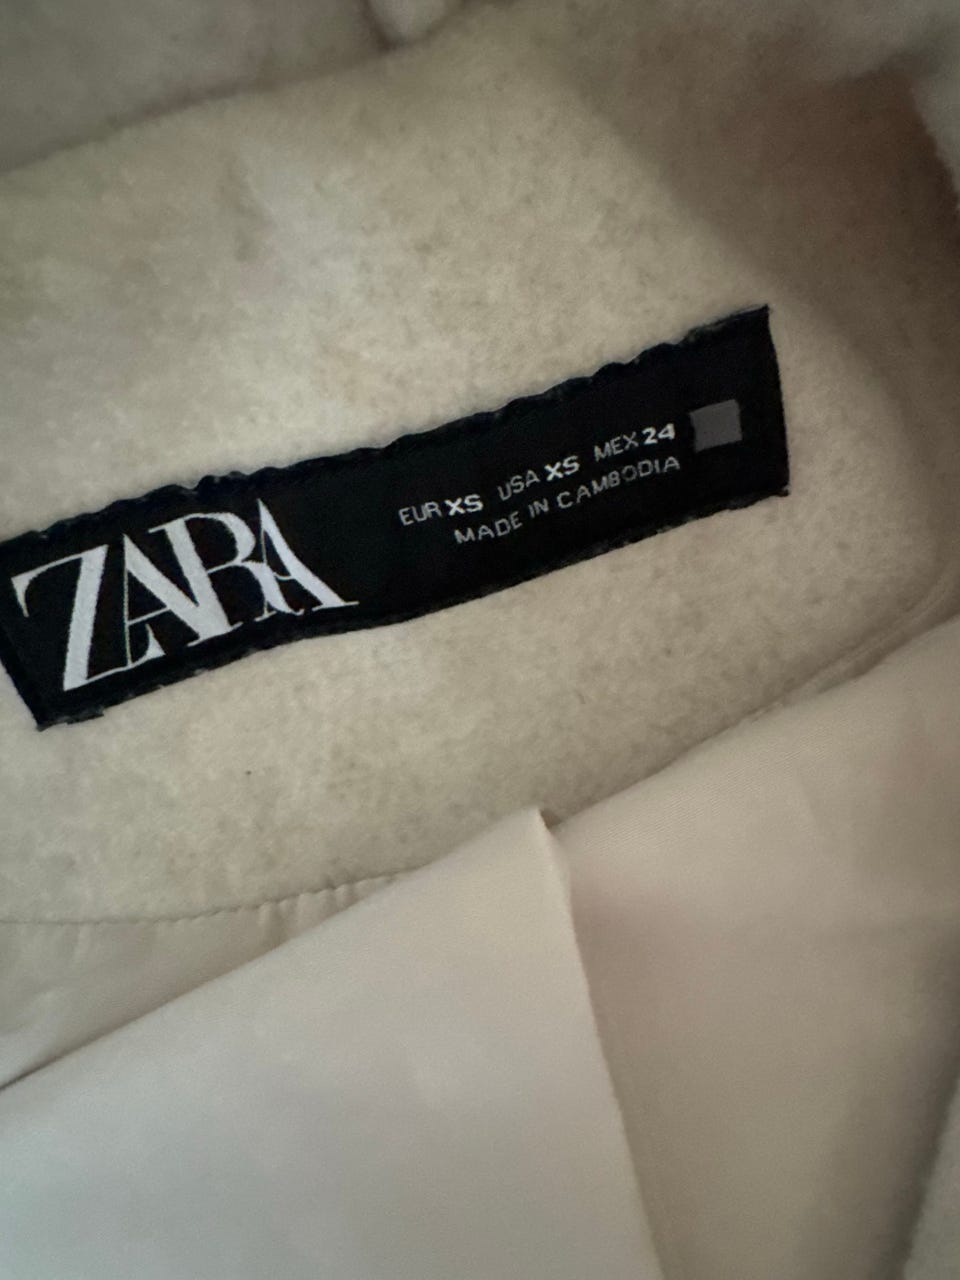 ZARA
EUR XS USA XS MEX 24
MADE IN CAMBODIA